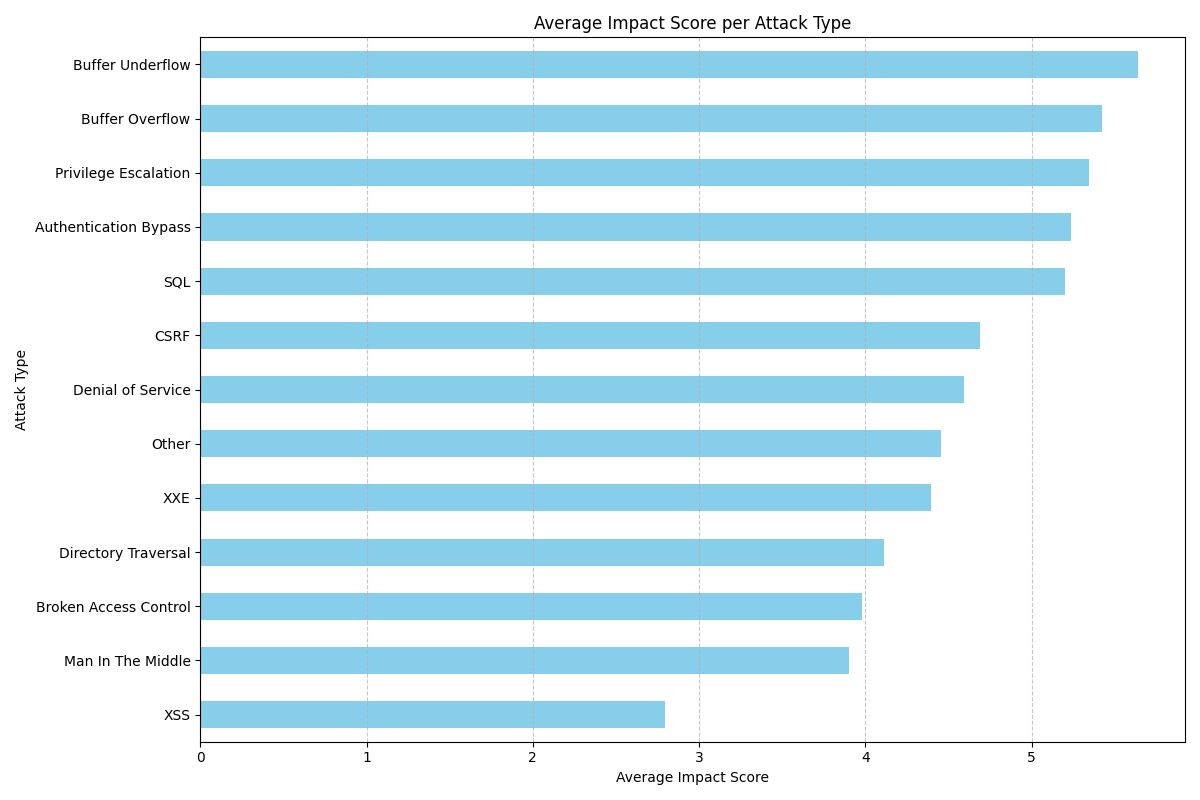 Average Impact Score per Attack Type
Attack Type
Buffer Underflow
Buffer Overflow
Privilege Escalation
Authentication Bypass
SQL
CSRF
Denial of Service
Other
XXE
Directory Traversal
Broken Access Control
Man In The Middle
XSS
0 1 2 3 4 5
Average Impact Score